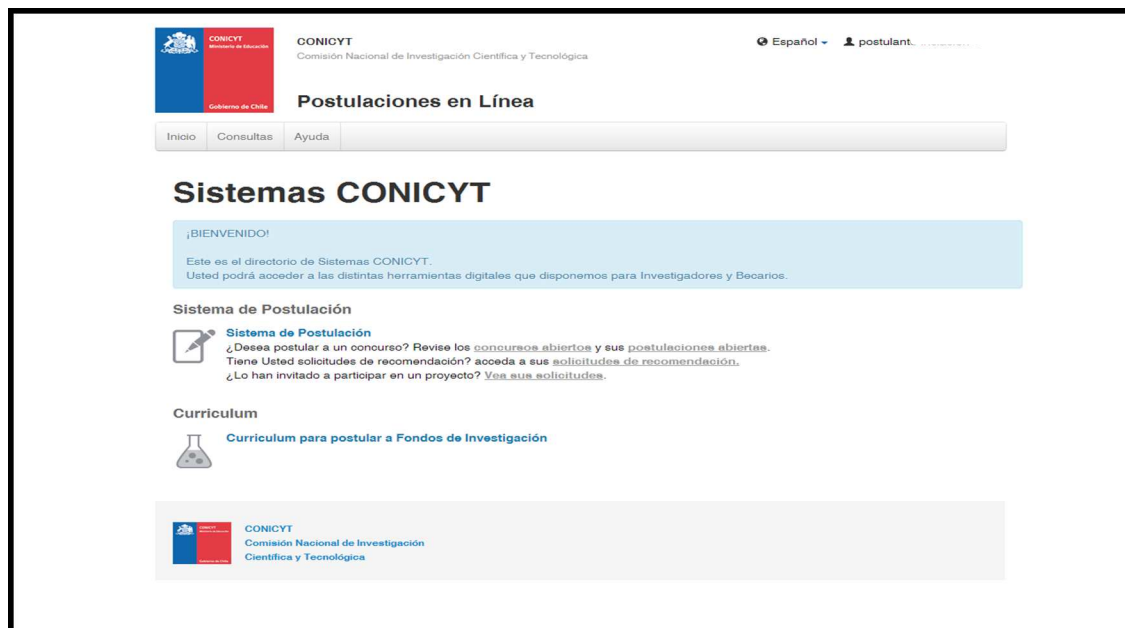 CONICYT
Ministerio de Educación
Gobierno de Chile
CONICYT
Comisión Nacional de Investigación Científica y Tecnológica
Postulaciones en Línea
Español
Inicio Consultas Ayuda
Sistemas CONICYT
¡BIENVENIDO!
Este es el directorio de Sistemas CONICYT.
Usted podrá acceder a las distintas herramientas digitales que disponemos para Investigadores y Becarios.
Sistema de Postulación
Sistema de Postulación
¿Desea postular a un concurso? Revise los concursos abiertos y sus postulaciones abiertas.
Tiene Usted solicitudes de recomendación? acceda a sus solicitudes de recomendación.
¿Lo han invitado a participar en un proyecto? Vea sus solicitudes.
Curriculum
Curriculum para postular a Fondos de Investigación
CONICYT
CONICYT
Comisión Nacional de Investigación
Científica y Tecnológica